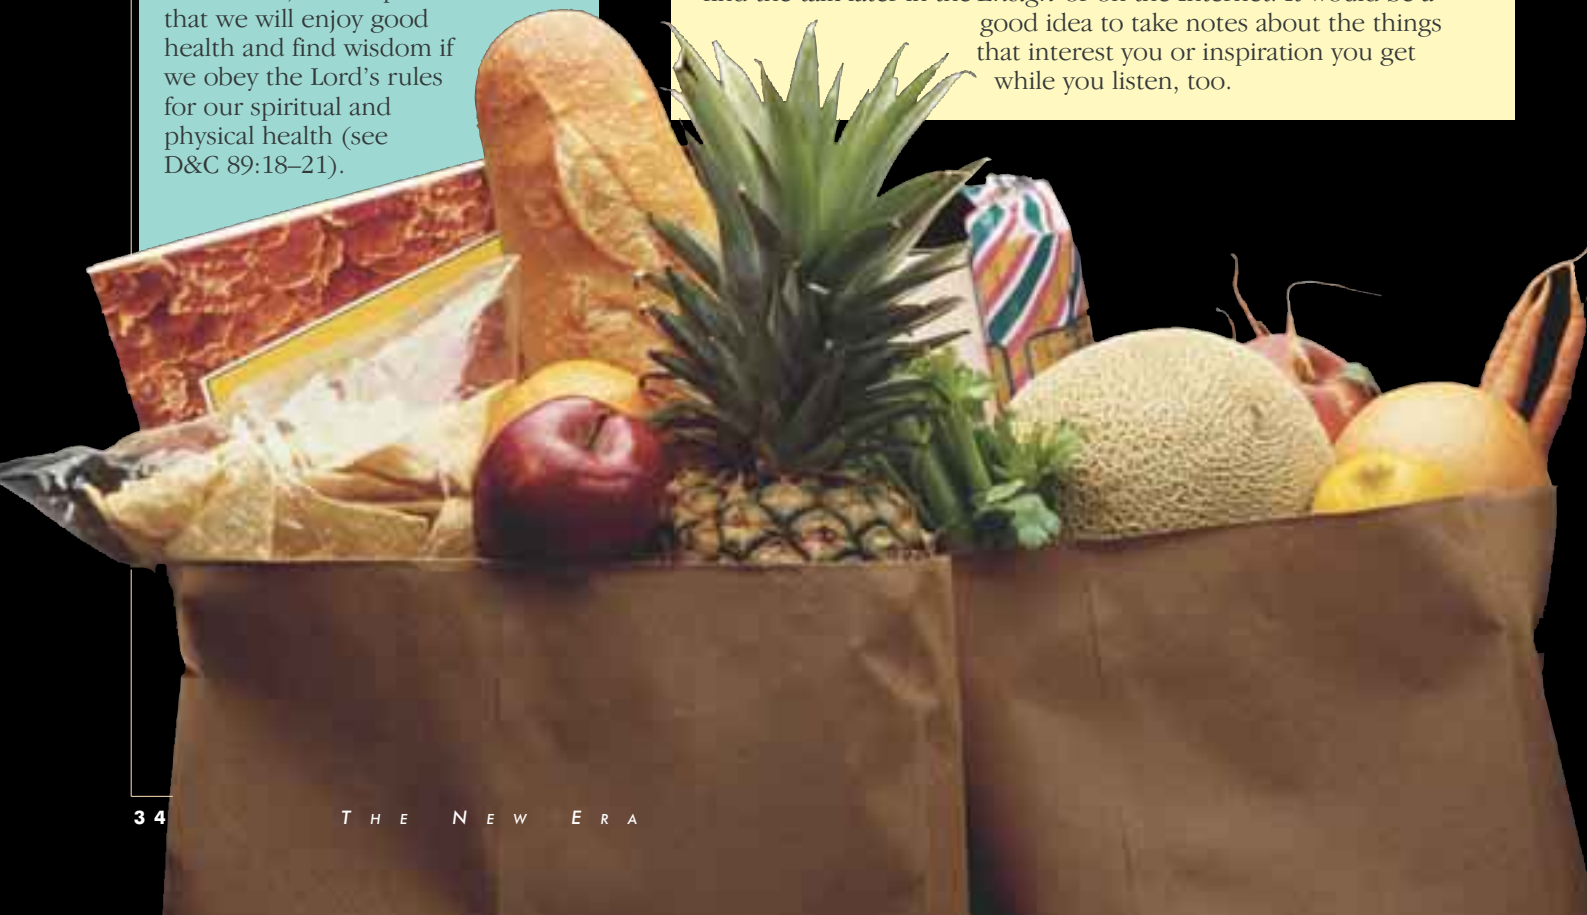 that we will enjoy good
health and find wisdom if
we obey the Lord's rules
for our spiritual and
physical health (see
D&C 89:18–21).
good idea to take notes about the things
that interest you or inspiration you get
while you listen, too.
34
THE NEW ERA